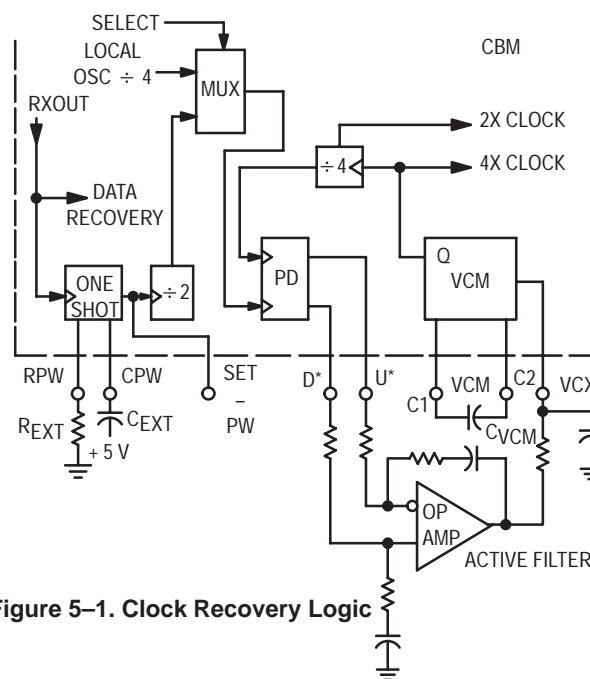 SELECT
CBM
LOCAL
OSC ÷ 4
MUX
RXOUT
2X CLOCK
÷ 4
4X CLOCK
DATA
RECOVERY
ONE
SHOT
÷ 2
PD
Q
VCM
RPW
CPW
SET
–
PW
D*
U*
C1
VCM
C2
VCX
REXT
CEXT
+ 5 V
CVCM
OP
AMP
ACTIVE FILTER
igure 5–1. Clock Recovery Logic